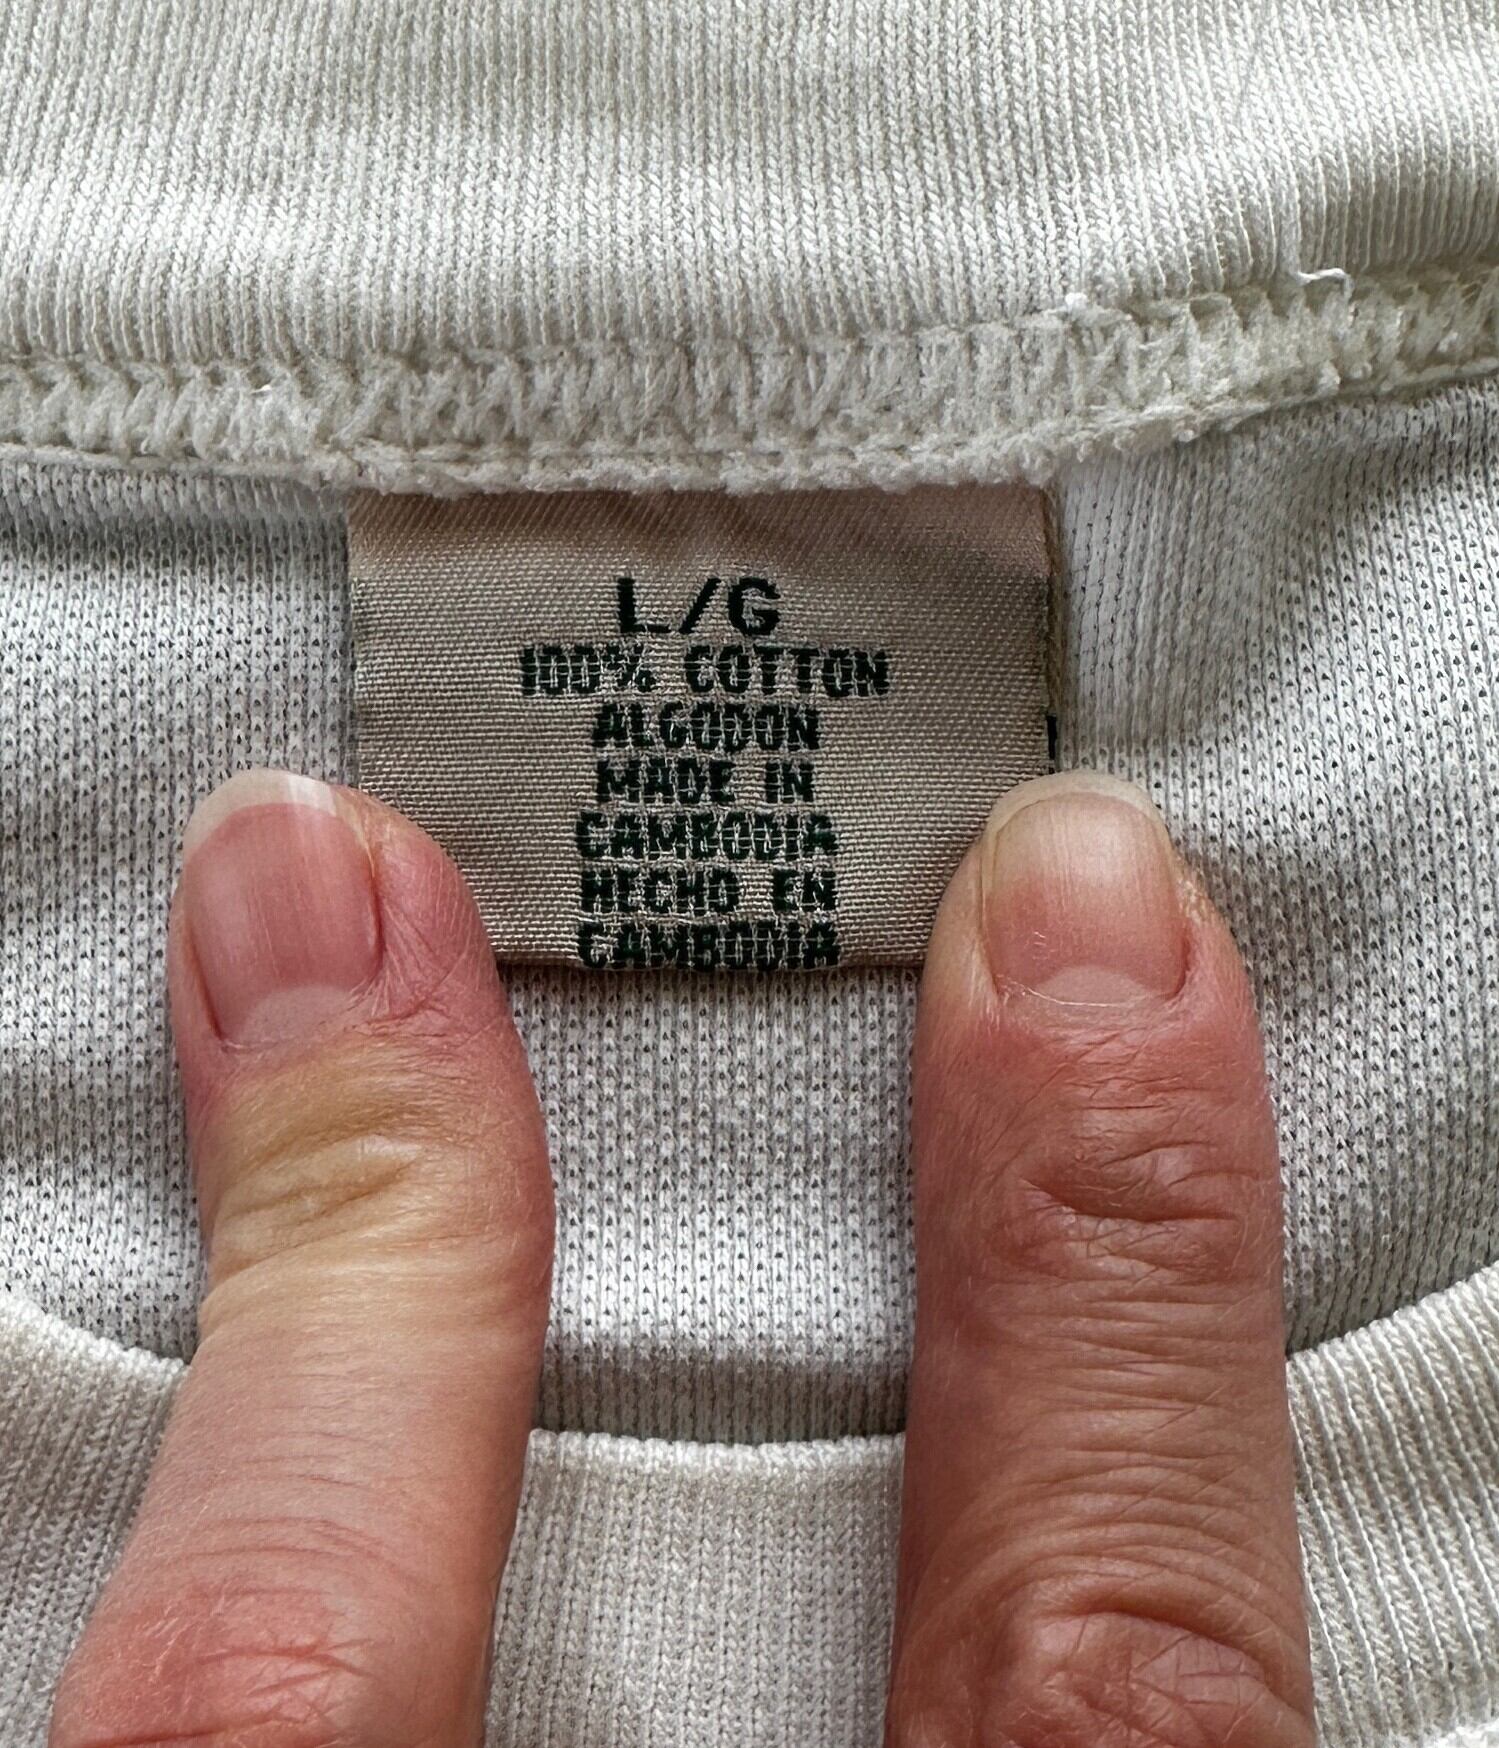 L/G
100% COTTON
ALGODON
MADE IN
CAMBODIA
HECHO EN
CAMBODIA